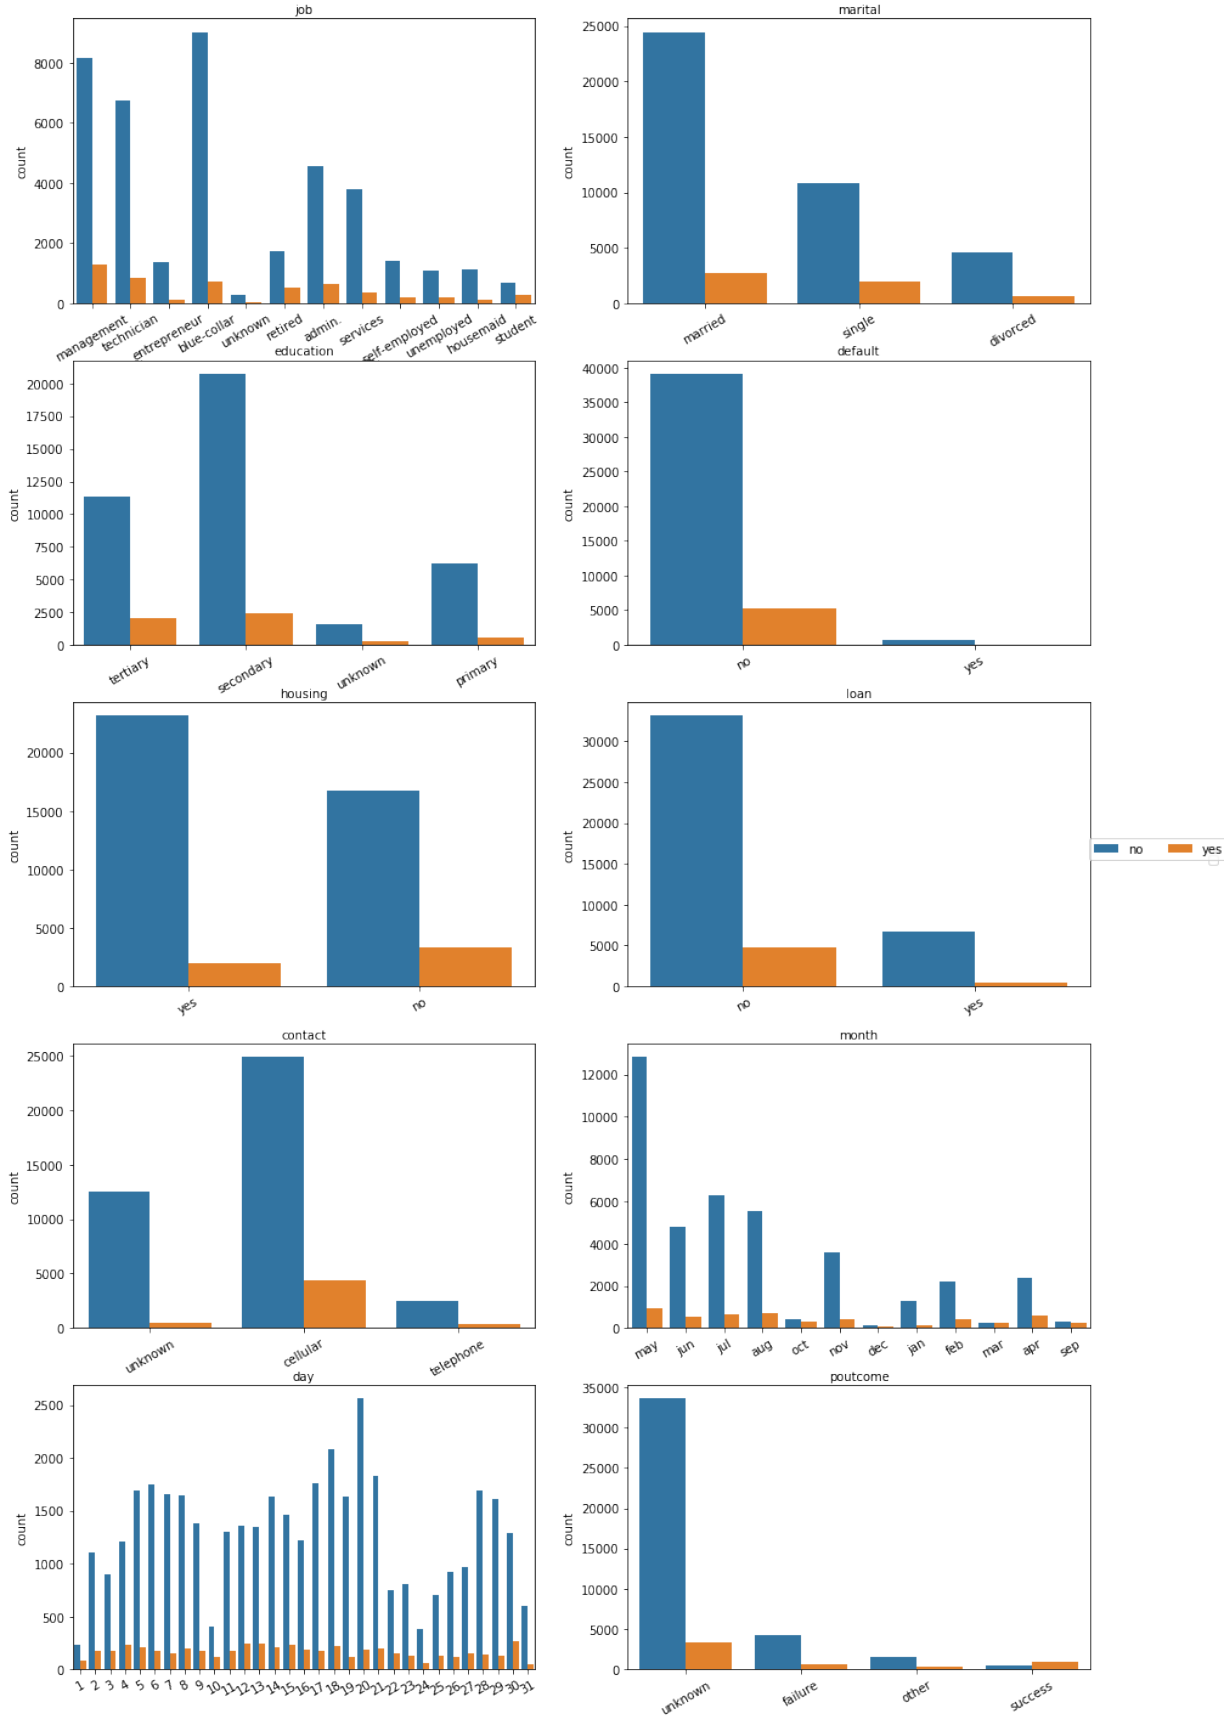 job
8000
6000
4000
2000
0
count
management
technician
entrepreneur
blue-collar
unknown
retired
admin.
services
self-employed
unemployed
housemaid
student
marital
25000
20000
15000
10000
5000
0
count
married
single
divorced
education
20000
17500
15000
12500
10000
7500
5000
2500
0
count
tertiary
secondary
unknown
primary
default
40000
35000
30000
25000
20000
15000
10000
5000
0
count
no
yes
housing
20000
15000
10000
5000
0
count
yes
no
loan
30000
25000
20000
15000
10000
5000
0
count
no
yes
no yes
contact
25000
20000
15000
10000
5000
0
count
unknown
cellular
telephone
month
12000
10000
8000
6000
4000
2000
0
count
may
jun
jul
aug
oct
nov
dec
jan
feb
mar
apr
sep
day
2500
2000
1500
1000
500
0
count
1 2 3 4 5 6 7 8 9 10 11 12 13 14 15 16 17 18 19 20 21 22 23 24 25 26 27 28 29 30 31
poutcome
35000
30000
25000
20000
15000
10000
5000
0
count
unknown
failure
other
success